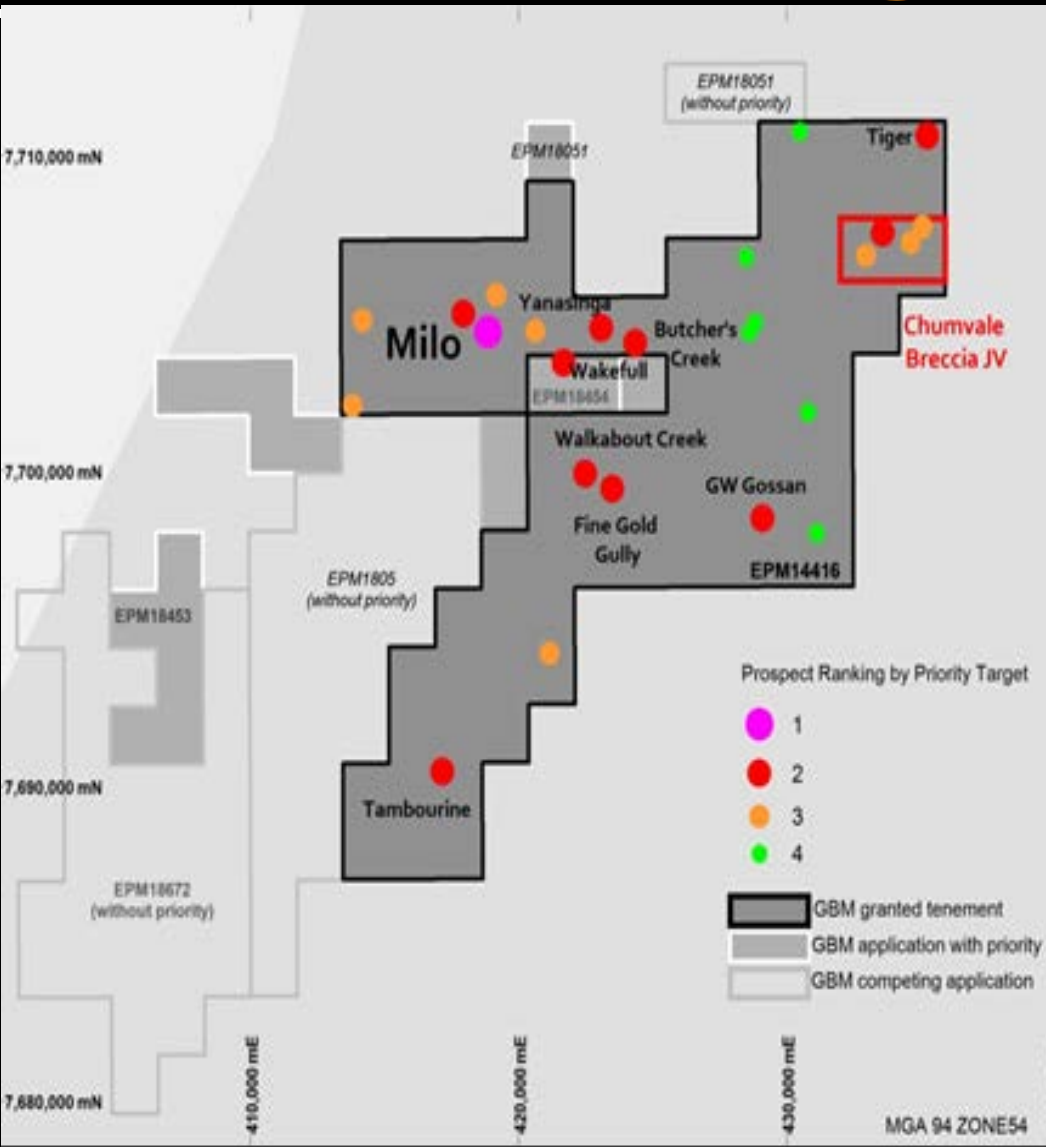 EPM18051
(without priority)
7,710,000 mN
EPM18051
Tiger
Yanasinga
Milo
Butcher's
Creek
Chumvale
Breccia JV
Wakefull
EPM18454
Walkabout Creek
7,700,000 mN
GW Gossan
Fine Gold
Gully
EPM14416
EPM1805
(without priority)
EPM18453
Prospect Ranking by Priority Target
1
2
3
4
7,690,000 mN
Tambourine
EPM18672
(without priority)
GBM granted tenement
GBM application with priority
GBM competing application
410,000 mE
420,000 mE
430,000 mE
7,680,000 mN
MGA 94 ZONE54